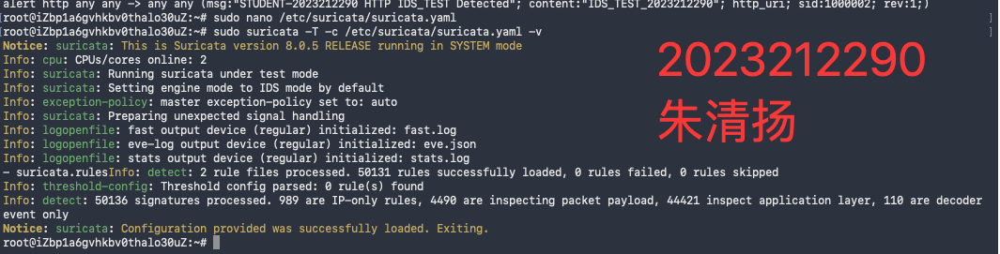 alert http any any -> any any (msg:"STUDENT-2023212290 HTTP IDS_TEST Detected"; content:"IDS_TEST_2023212290"; http_uri; sid:1000002; rev:1;)
[root@iZbp1a6gvhkbv0thalo30uZ:~# sudo nano /etc/suricata/suricata.yaml ]
[root@iZbp1a6gvhkbv0thalo30uZ:~# sudo suricata -T -c /etc/suricata/suricata.yaml -v ]
Notice: suricata: This is Suricata version 8.0.5 RELEASE running in SYSTEM mode
Info: cpu: CPUs/cores online: 2
Info: suricata: Running suricata under test mode
Info: suricata: Setting engine mode to IDS mode by default
Info: exception-policy: master exception-policy set to: auto
Info: suricata: Preparing unexpected signal handling
Info: logopenfile: fast output device (regular) initialized: fast.log
Info: logopenfile: eve-log output device (regular) initialized: eve.json
Info: logopenfile: stats output device (regular) initialized: stats.log
- suricata.rulesInfo: detect: 2 rule files processed. 50131 rules successfully loaded, 0 rules failed, 0 rules skipped
Info: threshold-config: Threshold config parsed: 0 rule(s) found
Info: detect: 50136 signatures processed. 989 are IP-only rules, 4490 are inspecting packet payload, 44421 inspect application layer, 110 are decoder
event only
Notice: suricata: Configuration provided was successfully loaded. Exiting.
root@iZbp1a6gvhkbv0thalo30uZ:~#
2023212290
朱清扬